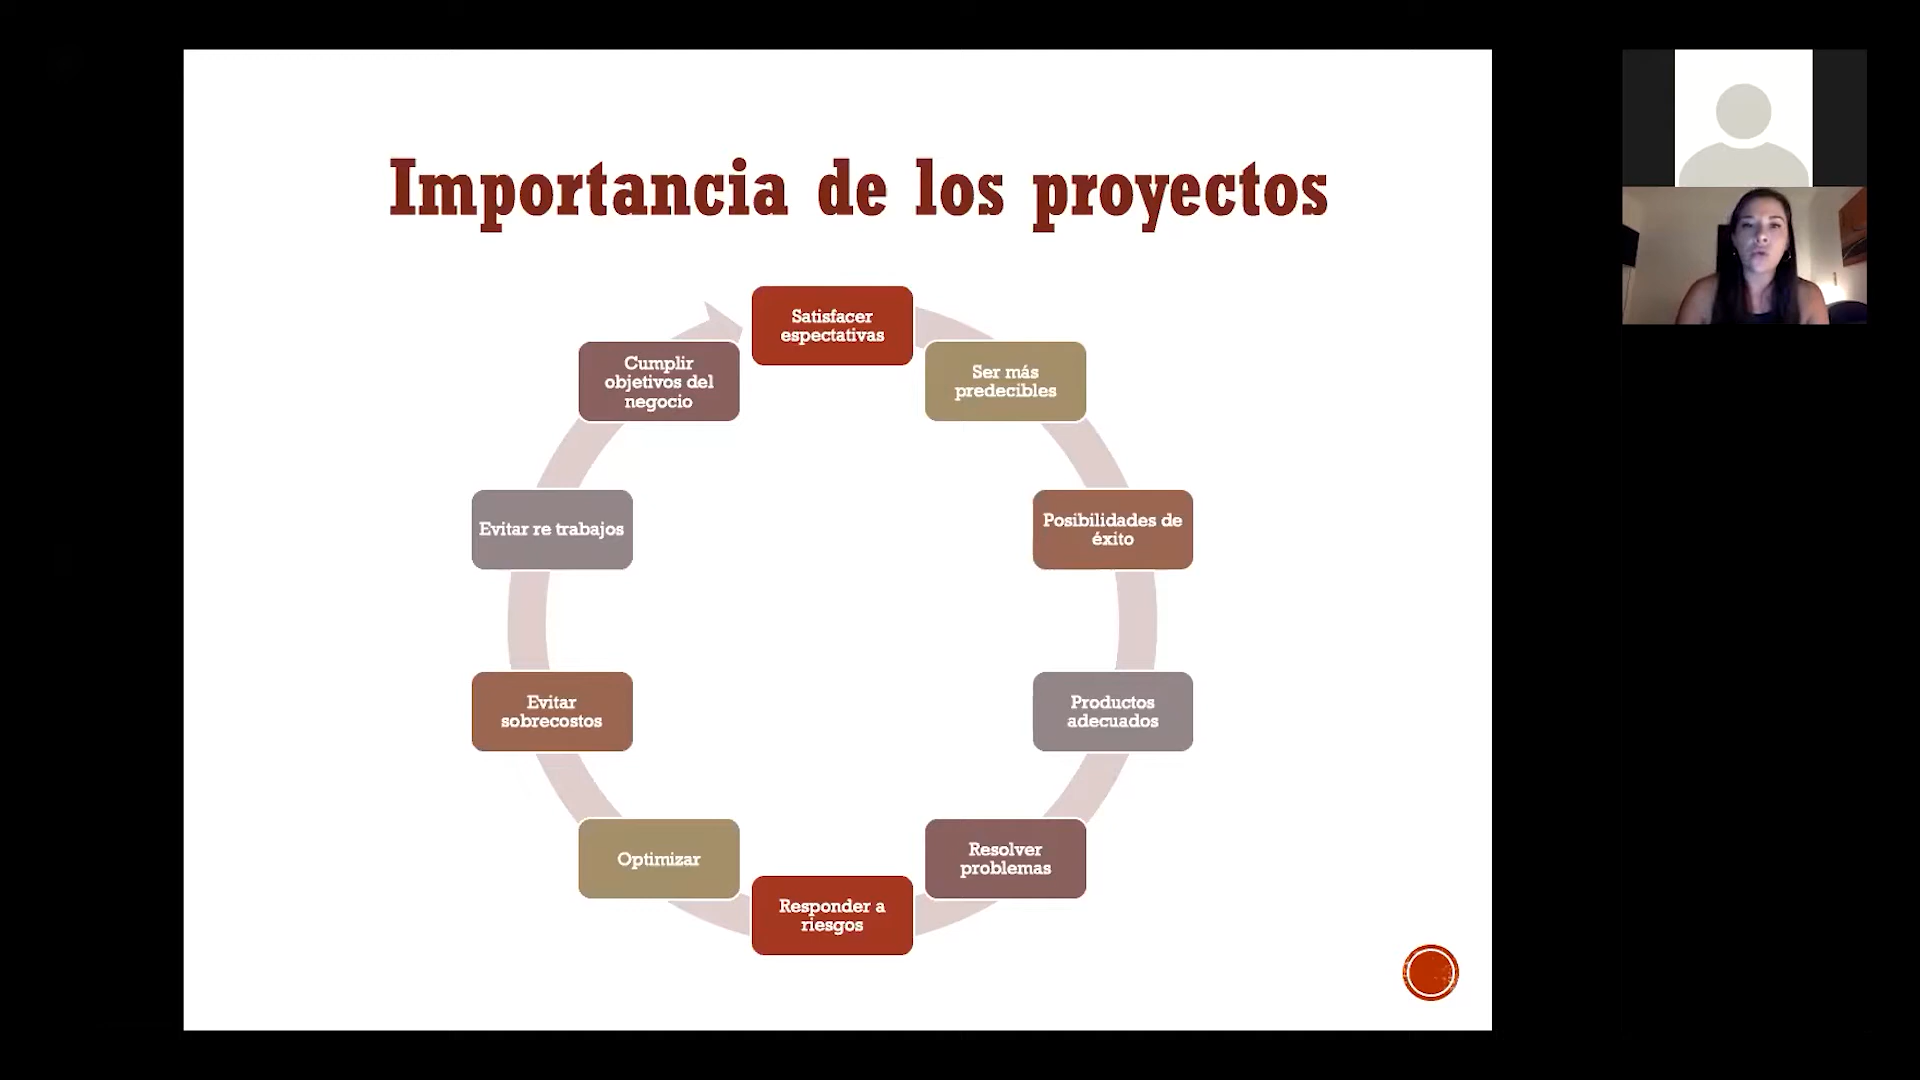 Importancia de los proyectos
Satisfacer
espectativas
Ser más
predecibles
Posibilidades de
éxito
Productos
adecuados
Resolver
problemas
Responder a
riesgos
Optimizar
Evitar
sobrecostos
Evitar re trabajos
Cumplir
objetivos del
negocio